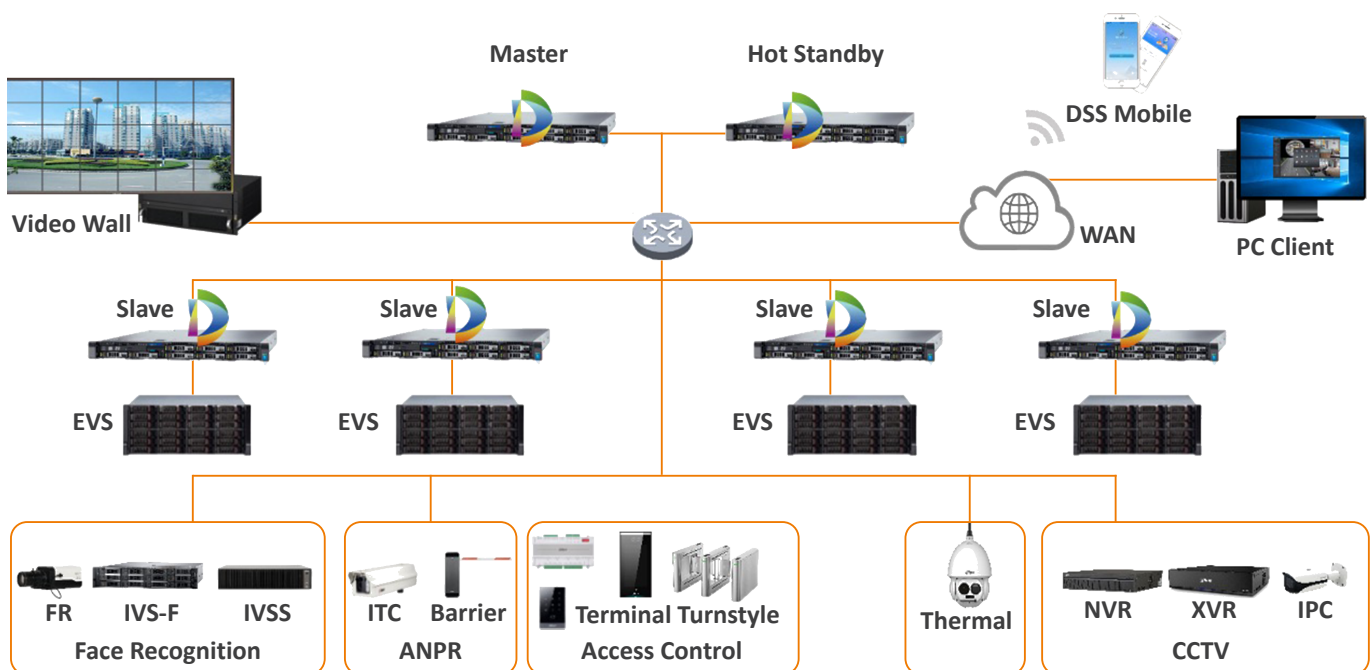 Master
Hot Standby
DSS Mobile
Video Wall
WAN
PC Client
Slave
Slave
Slave
Slave
EVS
EVS
EVS
EVS
FR
IVS-F
IVSS
Face Recognition
ITC
Barrier
ANPR
Terminal
Turnstyle
Access Control
Thermal
NVR
XVR
IPC
CCTV